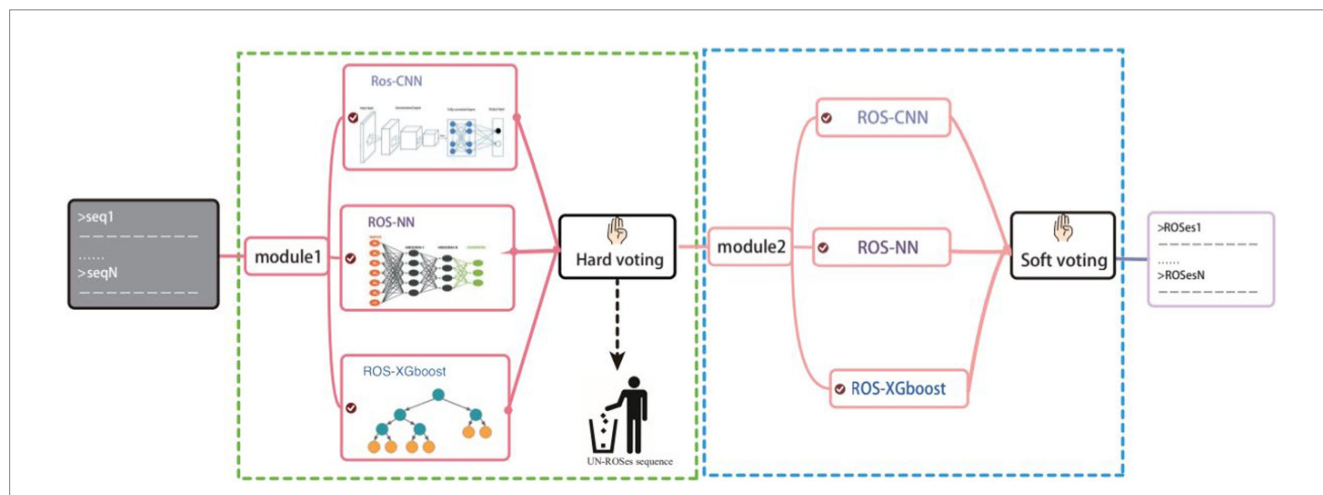 >seq1
— — — — — — — — —
......
>seqN
— — — — — — — — —
module1
Ros-CNN
ROS-NN
ROS-XGboost
Hard voting
UN-ROSes sequence
module2
ROS-CNN
ROS-NN
ROS-XGboost
Soft voting
>ROSes1
— — — — — — — — —
......
>ROSesN
— — — — — — — — —